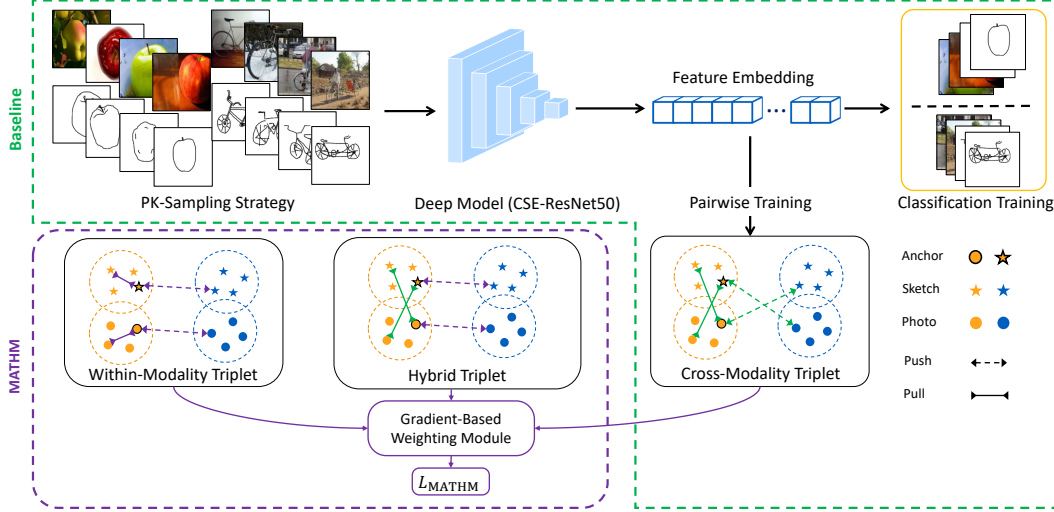 Baseline
PK-Sampling Strategy
Deep Model (CSE-ResNet50)
Feature Embedding
Pairwise Training
Classification Training
MATHM
Within-Modality Triplet
Hybrid Triplet
Cross-Modality Triplet
Gradient-Based
Weighting Module
L_MATHM
Anchor
Sketch
Photo
Push
Pull